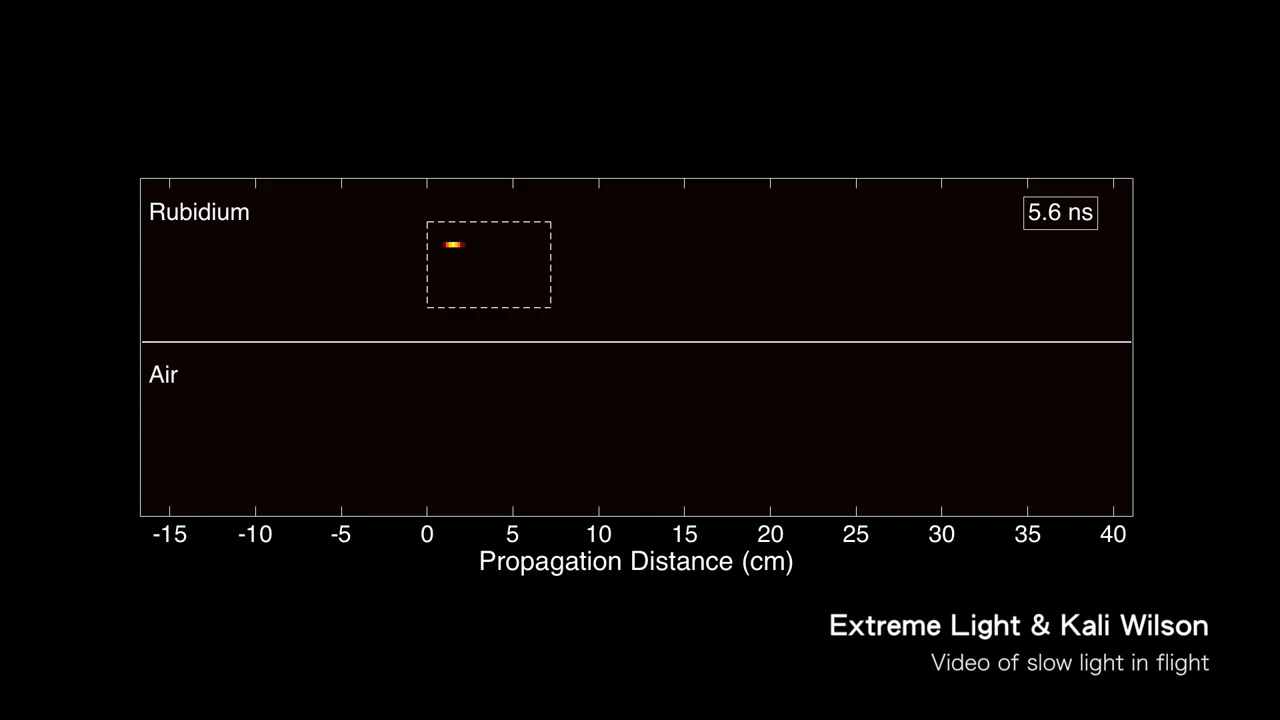 Rubidium
5.6 ns
Air
-15 -10 -5 0 5 10 15 20 25 30 35 40
Propagation Distance (cm)
Extreme Light & Kali Wilson
Video of slow light in flight